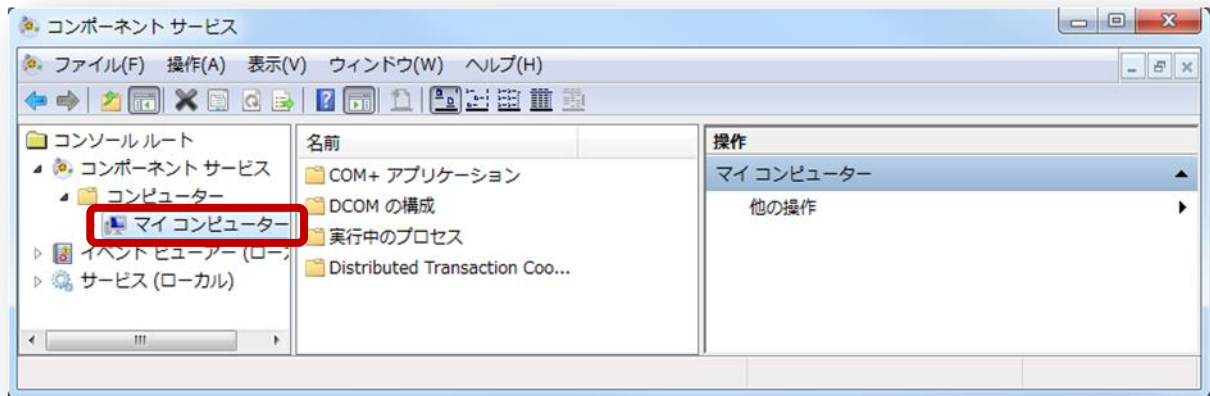 コンポーネント サービス
ファイル(F) 操作(A) 表示(V) ウィンドウ(W) ヘルプ(H)
コンソール ルート
コンポーネント サービス
コンピューター
マイ コンピューター
イベント ビューアー (ローカ
サービス (ローカル)
名前
COM+ アプリケーション
DCOM の構成
実行中のプロセス
Distributed Transaction Coo...
操作
マイ コンピューター
他の操作